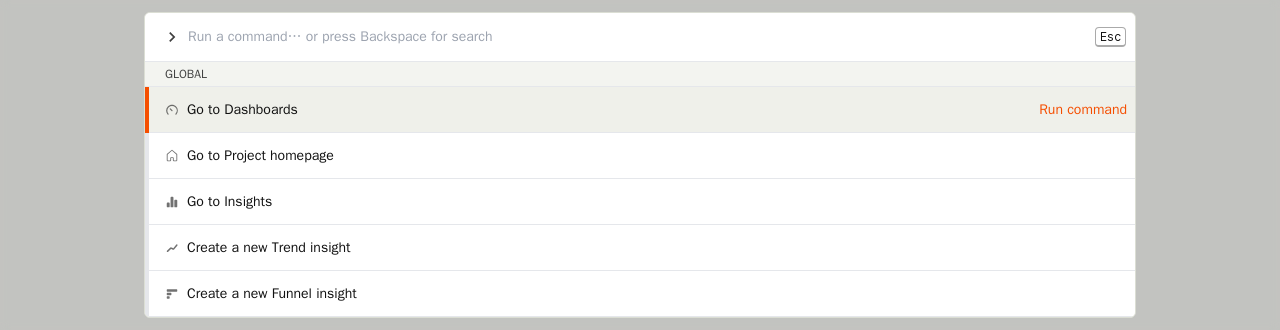 Run a command… or press Backspace for search
Esc
GLOBAL
Go to Dashboards
Run command
Go to Project homepage
Go to Insights
Create a new Trend insight
Create a new Funnel insight